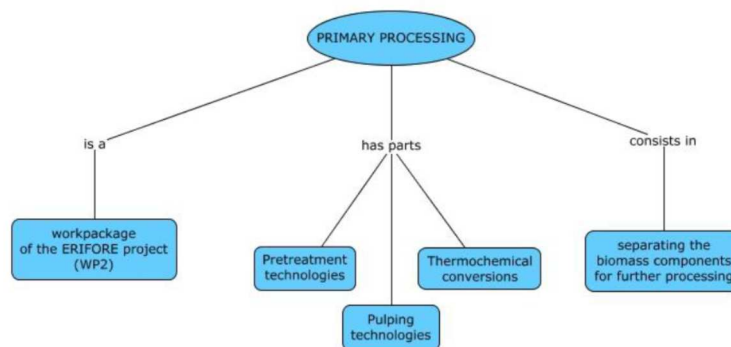 PRIMARY PROCESSING
is a
has parts
consists in
workpackage
of the ERIFORE project
(WP2)
Pretreatment
technologies
Pulping
technologies
Thermochemical
conversions
separating the
biomass components
for further processing